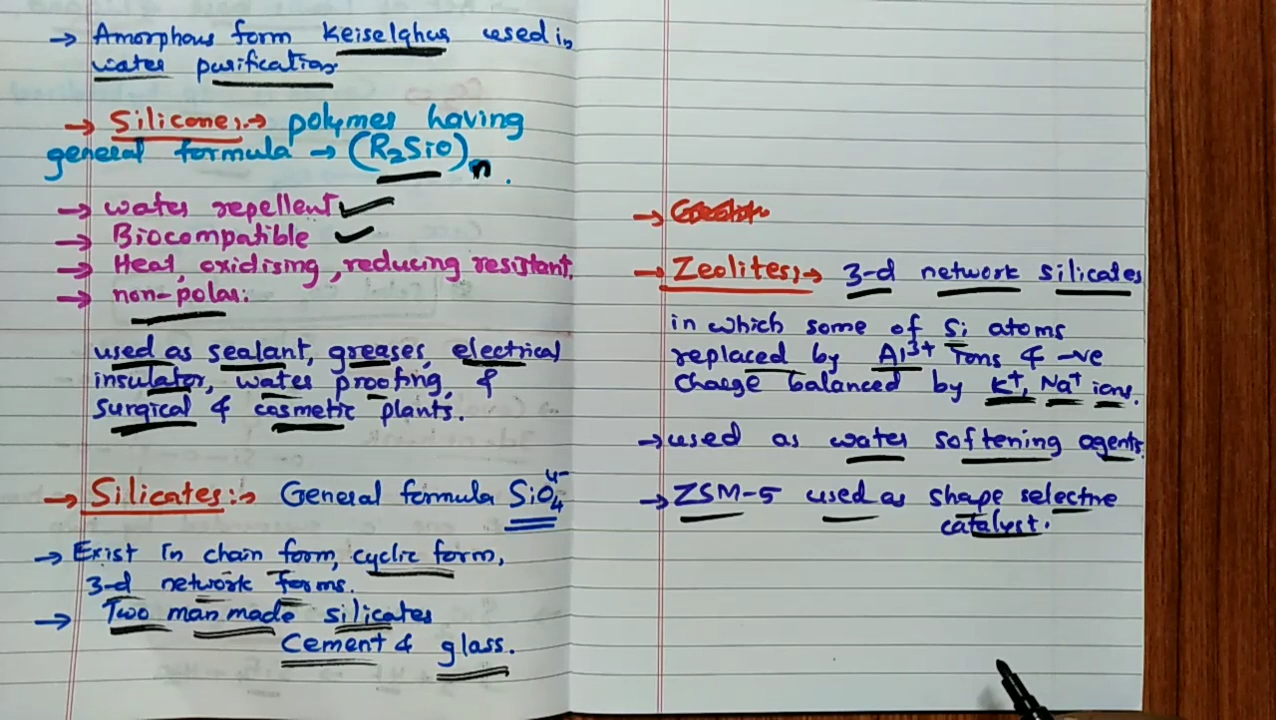 → Amorphous form Keiselghus used in
water purification
→ Silicone:→ polymes having
general formula → (R₂SiO)n.
→ water repellent ✓
→ Biocompatible ✓
→ Heat, oxidising, reducing resistant.
→ non-polar.
used as sealant, greases, electrical
insulator, water proofing, &
Surgical & cosmetic plants.
→ Silicates:→ General formula SiO₄⁴⁻
→ Exist in chain form, cyclic form,
3-d network forms.
→ Two man made silicates
Cement & glass.
→ Zeolites:→ 3-d network silicates
in which some of Si atoms
replaced by Al³⁺ ions & -ve
charge balanced by K⁺, Na⁺ ions.
→ used as water softening agents.
→ ZSM-5 used as shape selective
catalyst.